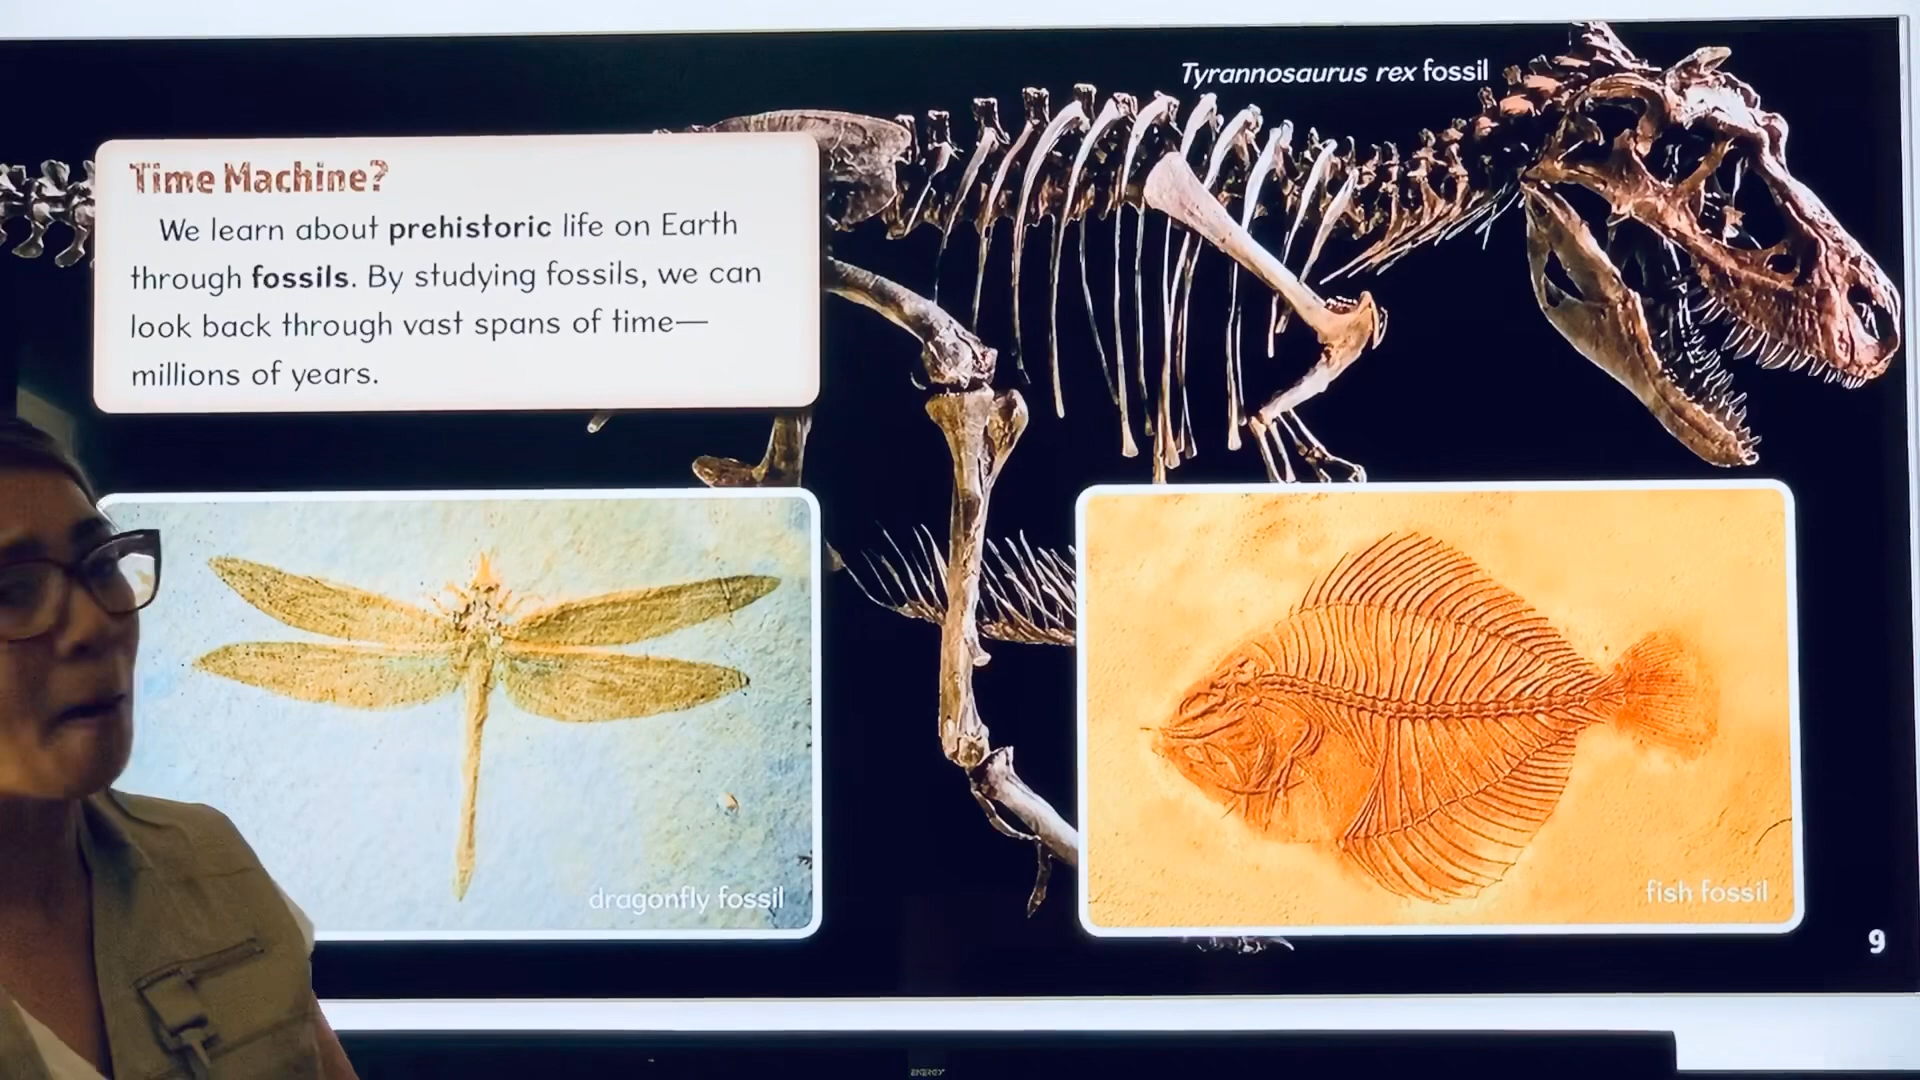 Tyrannosaurus rex fossil
Time Machine?
We learn about prehistoric life on Earth
through fossils. By studying fossils, we can
look back through vast spans of time—
millions of years.
dragonfly fossil
fish fossil
9
ENERGY